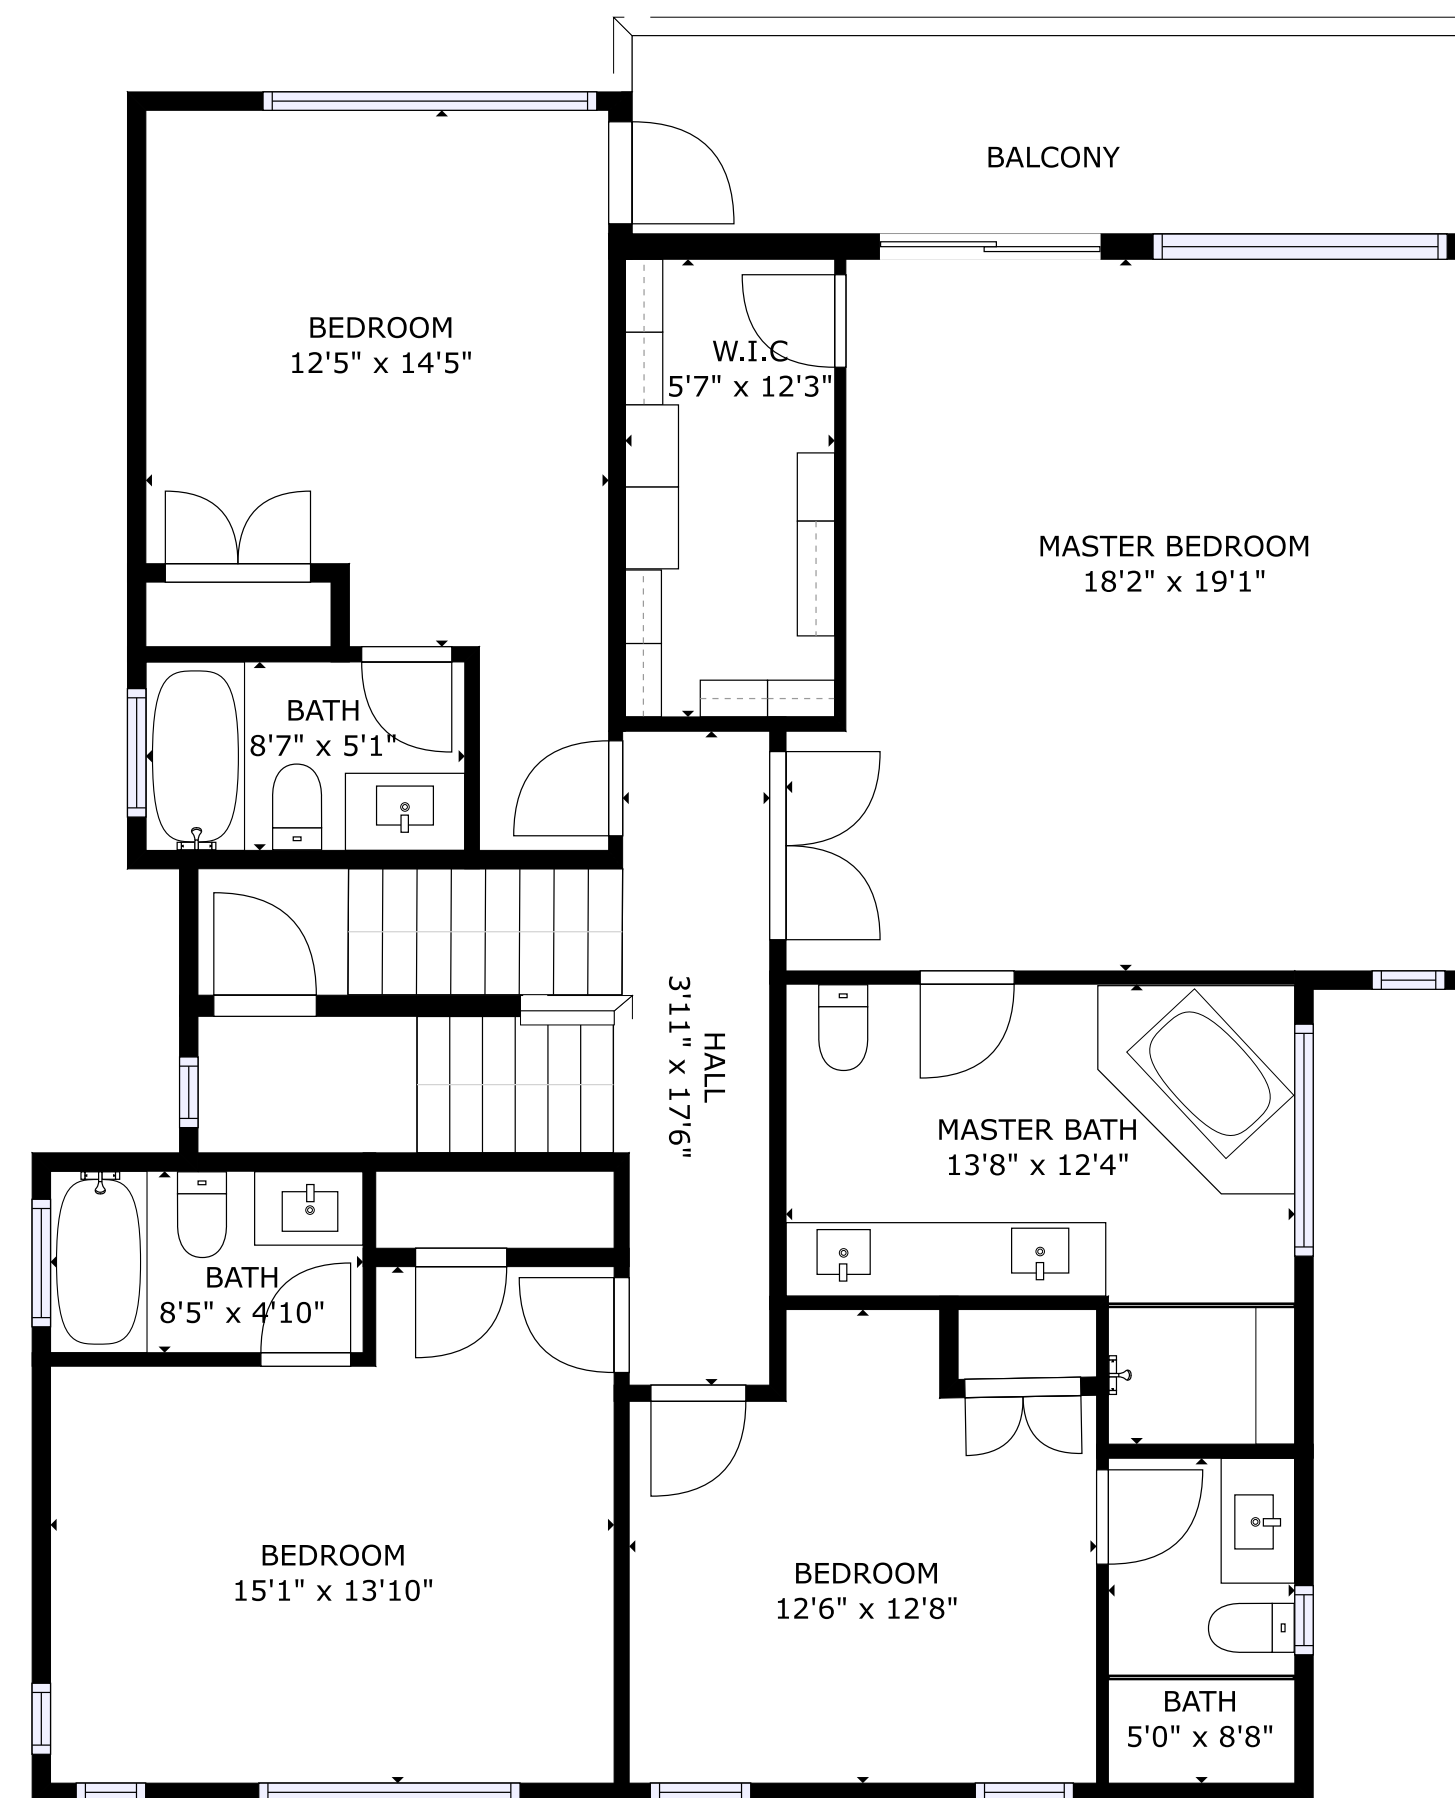 BALCONY
BEDROOM
12'5" x 14'5"
W.I.C
5'7" x 12'3"
MASTER BEDROOM
18'2" x 19'1"
BATH
8'7" x 5'1"
HALL
3'11" x 17'6"
MASTER BATH
13'8" x 12'4"
BATH
8'5" x 4'10"
BEDROOM
15'1" x 13'10"
BEDROOM
12'6" x 12'8"
BATH
5'0" x 8'8"